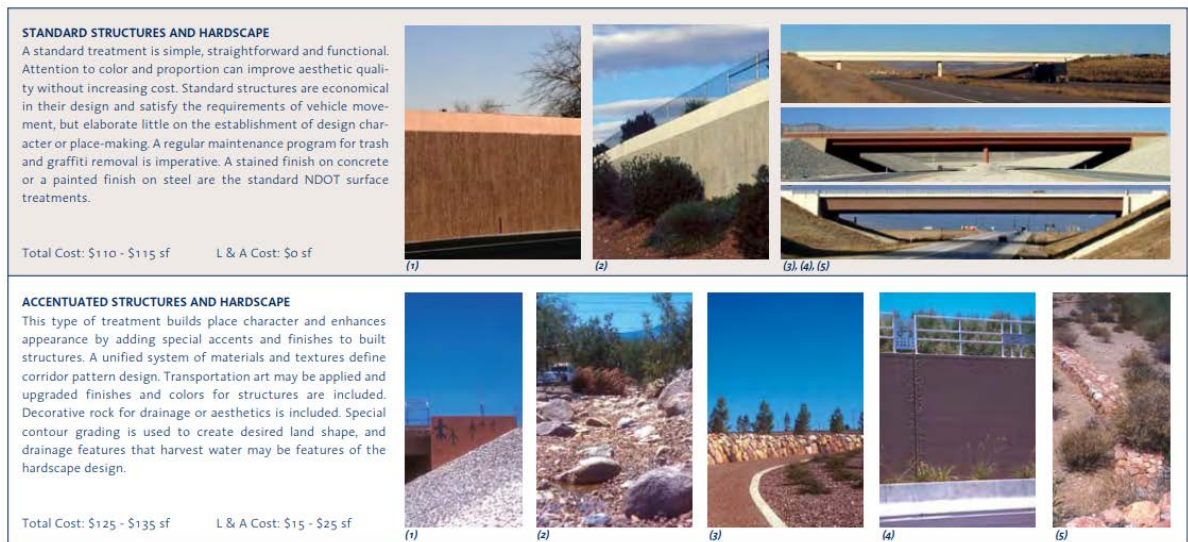 STANDARD STRUCTURES AND HARDSCAPE
A standard treatment is simple, straightforward and functional.
Attention to color and proportion can improve aesthetic quali-
ty without increasing cost. Standard structures are economical
in their design and satisfy the requirements of vehicle move-
ment, but elaborate little on the establishment of design char-
acter or place-making. A regular maintenance program for trash
and graffiti removal is imperative. A stained finish on concrete
or a painted finish on steel are the standard NDOT surface
treatments.
Total Cost: $110 - $115 sf L & A Cost: $0 sf
(1)
(2)
(3), (4), (5)
ACCENTUATED STRUCTURES AND HARDSCAPE
This type of treatment builds place character and enhances
appearance by adding special accents and finishes to built
structures. A unified system of materials and textures define
corridor pattern design. Transportation art may be applied and
upgraded finishes and colors for structures are included.
Decorative rock for drainage or aesthetics is included. Special
contour grading is used to create desired land shape, and
drainage features that harvest water may be features of the
hardscape design.
Total Cost: $125 - $135 sf L & A Cost: $15 - $25 sf
(1)
(2)
(3)
(4)
(5)